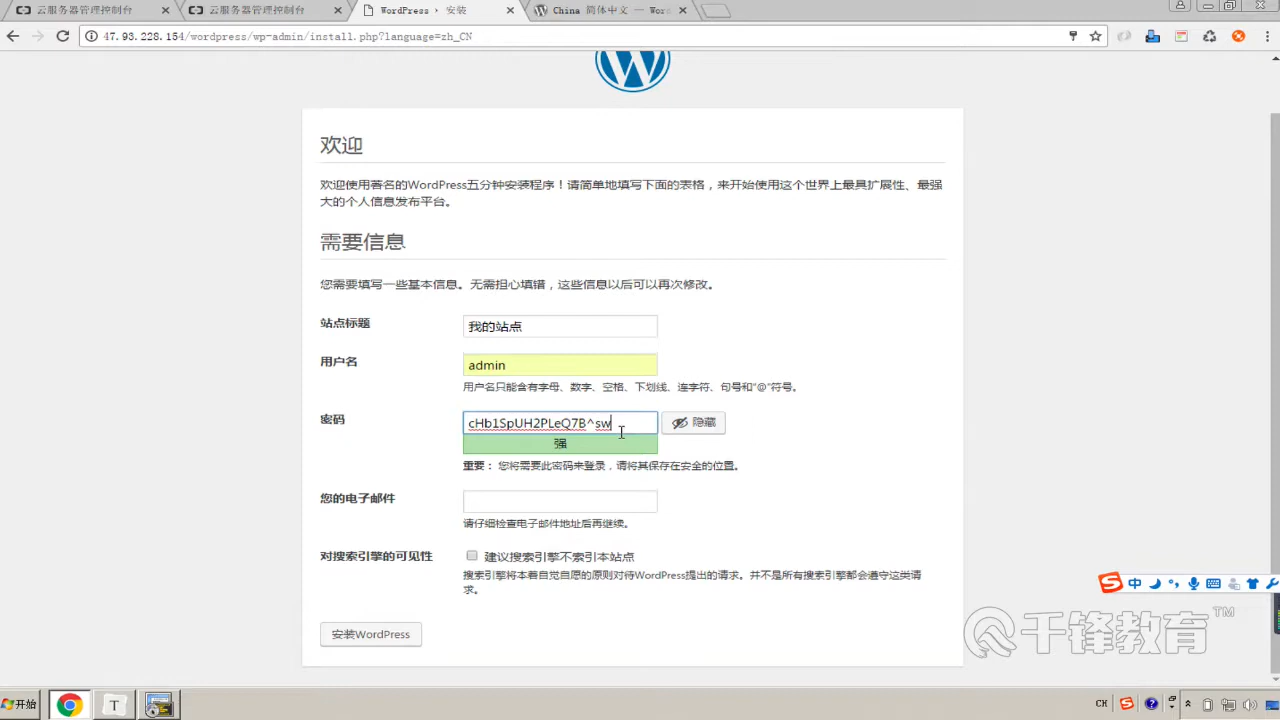 云服务器管理控制台
云服务器管理控制台
WordPress › 安装
China 简体中文 — Wor
47.93.228.154/wordpress/wp-admin/install.php?language=zh_CN
欢迎
欢迎使用著名的WordPress五分钟安装程序！请简单地填写下面的表格，来开始使用这个世界上最具扩展性、最强
大的个人信息发布平台。
需要信息
您需要填写一些基本信息。无需担心填错，这些信息以后可以再次修改。
站点标题
我的站点
用户名
admin
用户名只能含有字母、数字、空格、下划线、连字符、句号和“@”符号。
密码
cHb1SpUH2PLeQ7B^sw
隐藏
强
重要： 您将需要此密码来登录，请将其保存在安全的位置。
您的电子邮件
请仔细检查电子邮件地址后再继续。
对搜索引擎的可见性
建议搜索引擎不索引本站点
搜索引擎将本着自觉自愿的原则对待WordPress提出的请求。并不是所有搜索引擎都会遵守这类请
求。
安装WordPress
中
千锋教育™
开始
T
CH